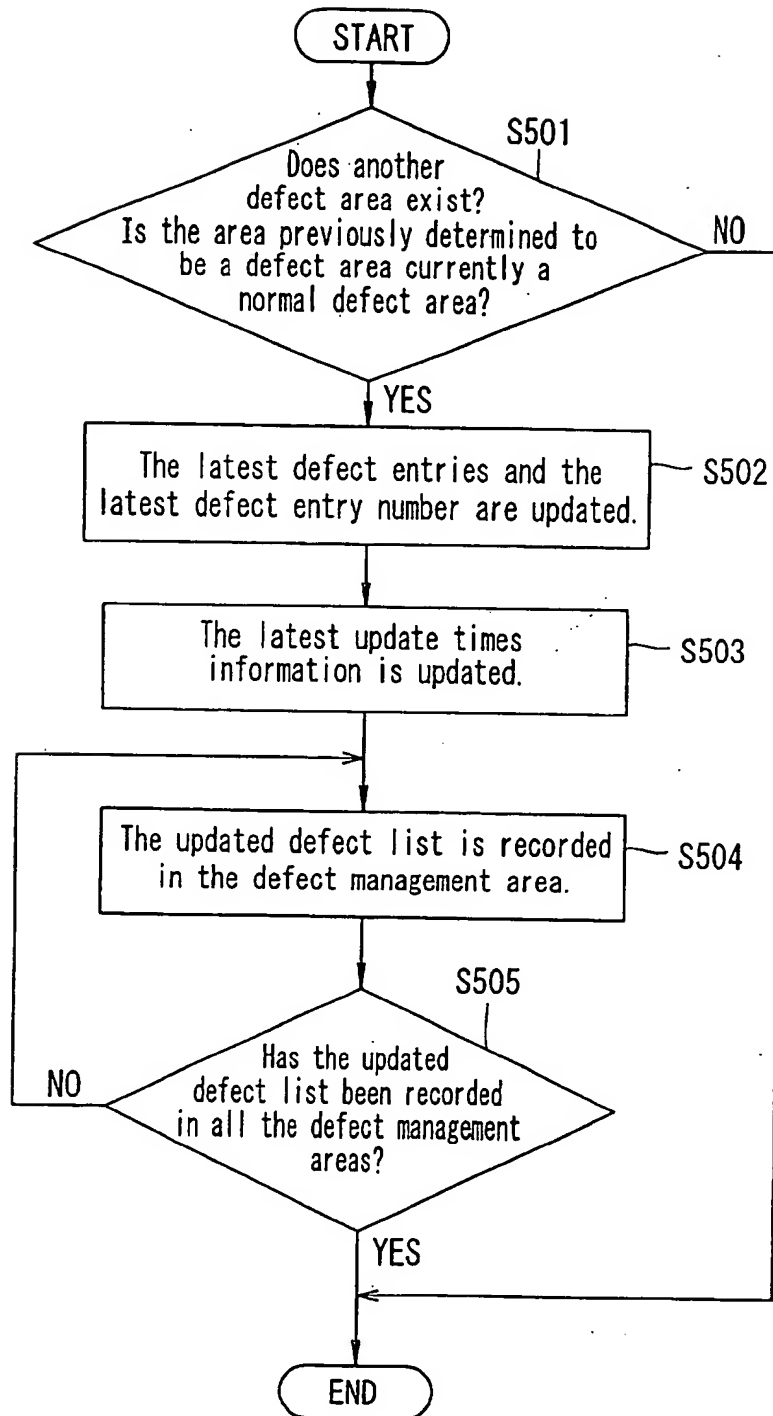 START
S501
Does another
defect area exist?
Is the area previously determined to
be a defect area currently a
normal defect area?
NO
YES
The latest defect entries and the
latest defect entry number are updated.
S502
The latest update times
information is updated.
S503
The updated defect list is recorded
in the defect management area.
S504
S505
Has the updated
defect list been recorded
in all the defect management
areas?
NO
YES
END